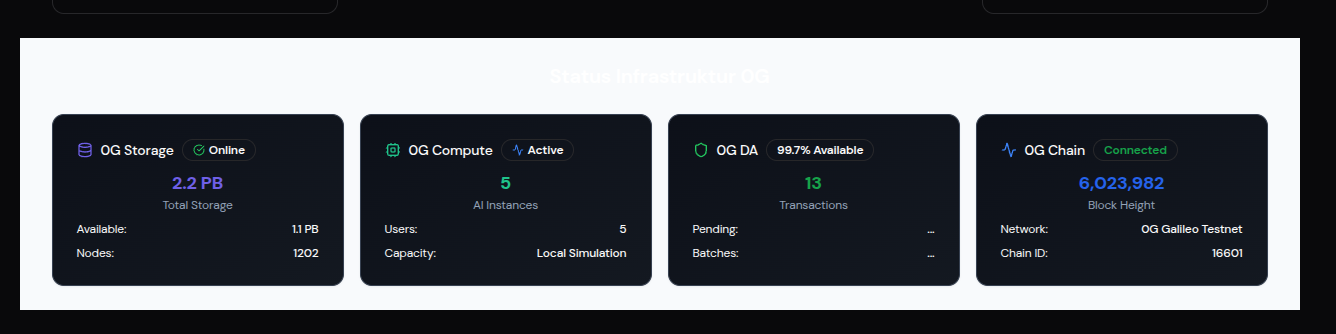 Status Infrastruktur 0G
0G Storage Online
2.2 PB
Total Storage
Available: 1.1 PB
Nodes: 1202
0G Compute Active
5
AI Instances
Users: 5
Capacity: Local Simulation
0G DA 99.7% Available
13
Transactions
Pending: ...
Batches: ...
0G Chain Connected
6,023,982
Block Height
Network: 0G Galileo Testnet
Chain ID: 16601